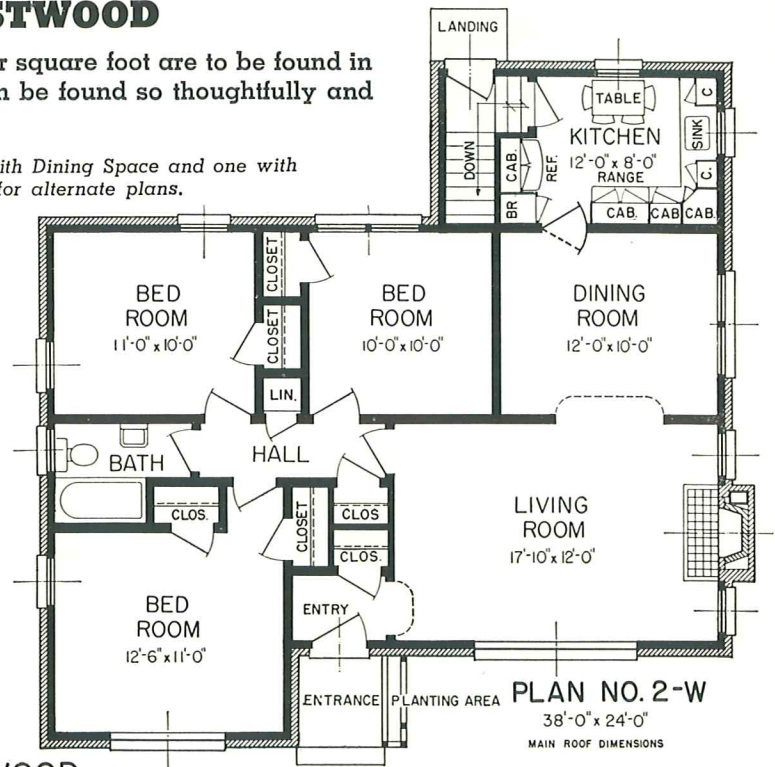 r square foot are to be found in
n be found so thoughtfully and
ith Dining Space and one with
for alternate plans.
LANDING
DOWN
TABLE
KITCHEN
12'-0" x 8'-0"
RANGE
C
SINK
C.
CAB.
REF.
BR
CAB.
CAB
CAB.
BED
ROOM
11'-0" x 10'-0"
CLOSET
CLOSET
LIN.
BED
ROOM
10'-0" x 10'-0"
DINING
ROOM
12'-0" x 10'-0"
BATH
HALL
CLOS.
CLOSET
CLOS
CLOS.
LIVING
ROOM
17'-10" x 12'-0"
BED
ROOM
12'-6" x 11'-0"
ENTRY
ENTRANCE
PLANTING AREA
PLAN NO. 2-W
38'-0" x 24'-0"
MAIN ROOF DIMENSIONS